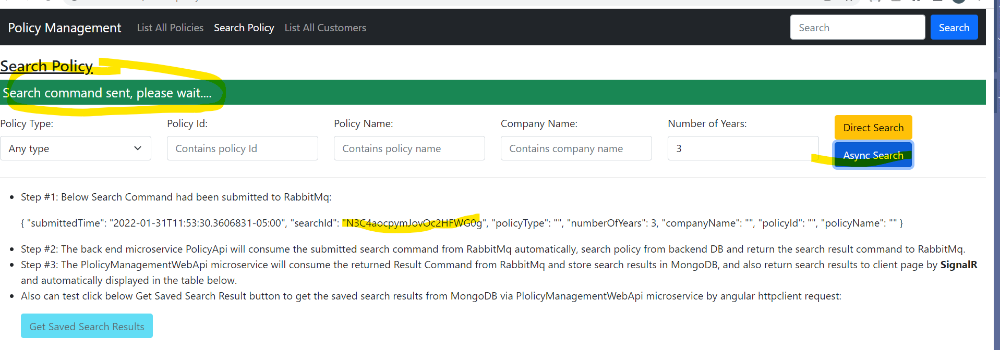 Policy Management List All Policies Search Policy List All Customers Search Search
Search Policy
Search command sent, please wait....
Policy Type: Policy Id: Policy Name: Company Name: Number of Years: Direct Search
Any type Contains policy Id Contains policy name Contains company name 3 Async Search
• Step #1: Below Search Command had been submitted to RabbitMq:
{ "submittedTime": "2022-01-31T11:53:30.3606831-05:00", "searchId": "N3C4aocpymJovOc2HFWG0g", "policyType": "", "numberOfYears": 3, "companyName": "", "policyId": "", "policyName": "" }
• Step #2: The back end microservice PolicyApi will consume the submitted search command from RabbitMq automatically, search policy from backend DB and return the search result command to RabbitMq.
• Step #3: The PlolicyManagementWebApi microservice will consume the returned Result Command from RabbitMq and store search results in MongoDB, and also return search results to client page by SignalR
and automatically displayed in the table below.
• Also can test click below Get Saved Search Result button to get the saved search results from MongoDB via PlolicyManagementWebApi microservice by angular httpclient request:
Get Saved Search Results